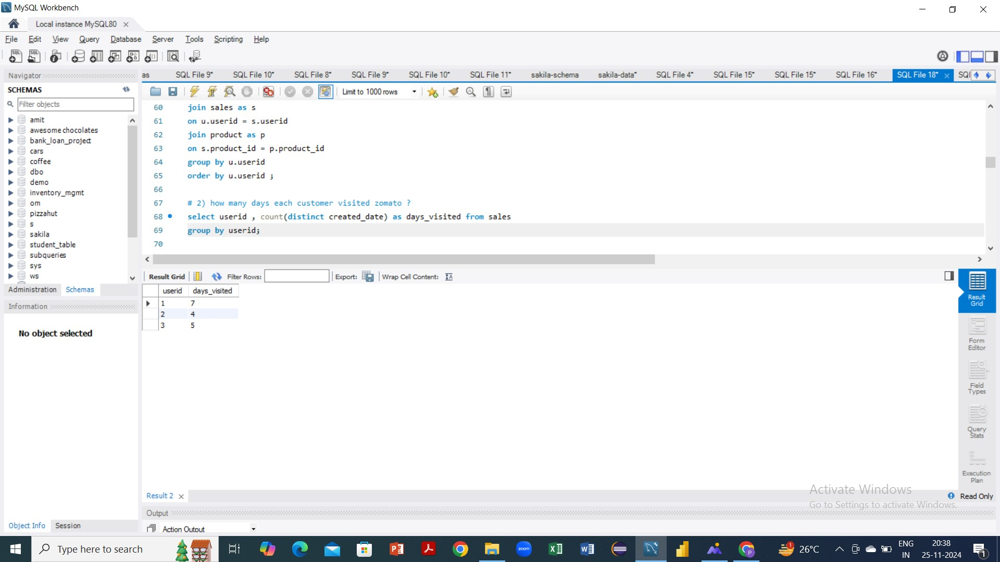 MySQL Workbench
Local instance MySQL80
File Edit View Query Database Server Tools Scripting Help
Navigator
as SQL File 9* SQL File 10* SQL File 8* SQL File 9* SQL File 10* SQL File 11* sakila-schema sakila-data* SQL File 4* SQL File 15* SQL File 15* SQL File 16* SQL File 18* SQL
SCHEMAS
Limit to 1000 rows
Filter objects
amit
awesome chocolates
bank_loan_project
cars
coffee
dbo
demo
inventory_mgmt
om
pizzahut
s
sakila
student_table
subqueries
sys
ws
Administration Schemas
Information
No object selected
Object Info Session
60 join sales as s
61 on u.userid = s.userid
62 join product as p
63 on s.product_id = p.product_id
64 group by u.userid
65 order by u.userid ;
66
67 # 2) how many days each customer visited zomato ?
68 select userid , count(distinct created_date) as days_visited from sales
69 group by userid;
70
Result Grid Filter Rows: Export: Wrap Cell Content:
userid days_visited
1 7
2 4
3 5
Result
Grid
Form
Editor
Field
Types
Query
Stats
Execution
Plan
Activate Windows
Go to Settings to activate Windows.
Result 2
Read Only
Output
Action Output
Type here to search
zoom
P
1
26°C
ENG
IN
20:38
25-11-2024
1